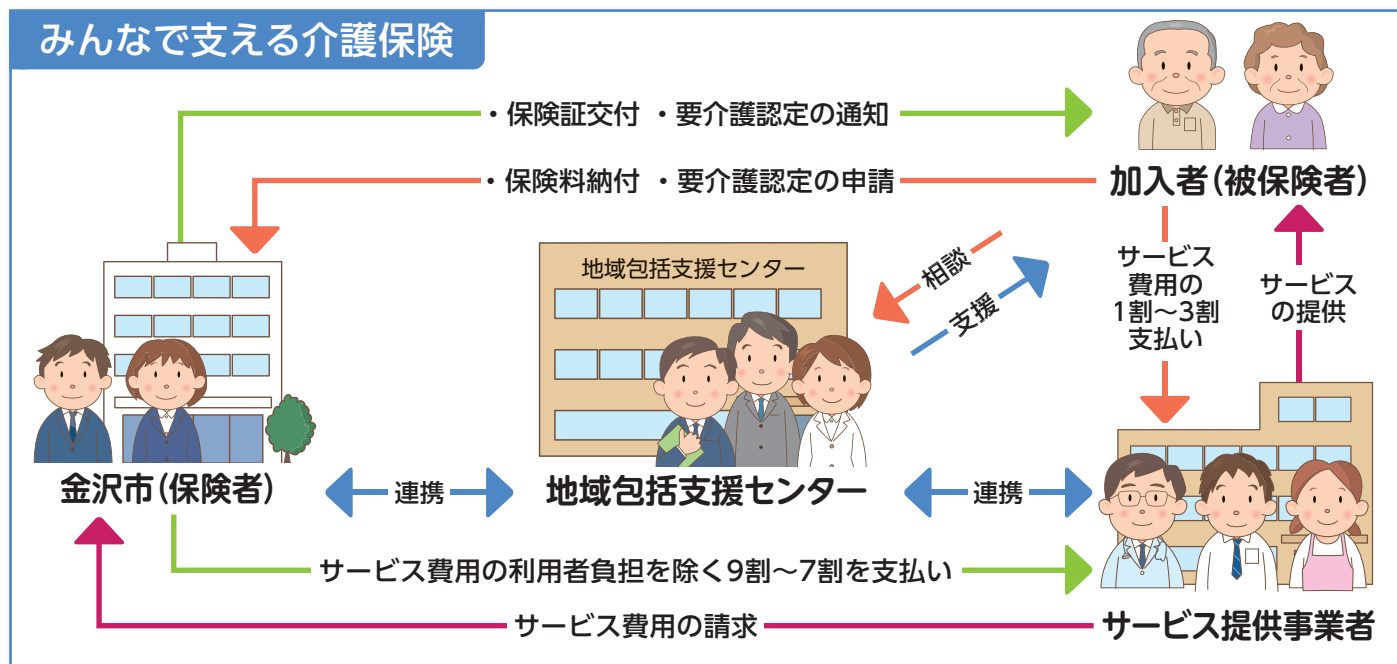 みんなで支える介護保険
・保険証交付 ・要介護認定の通知
・保険料納付 ・要介護認定の申請
加入者(被保険者)
地域包括支援センター
相談
支援
サービス
費用の
1割～3割
支払い
サービス
の提供
金沢市(保険者)
連携
地域包括支援センター
連携
サービス費用の利用者負担を除く9割～7割を支払い
サービス費用の請求
サービス提供事業者